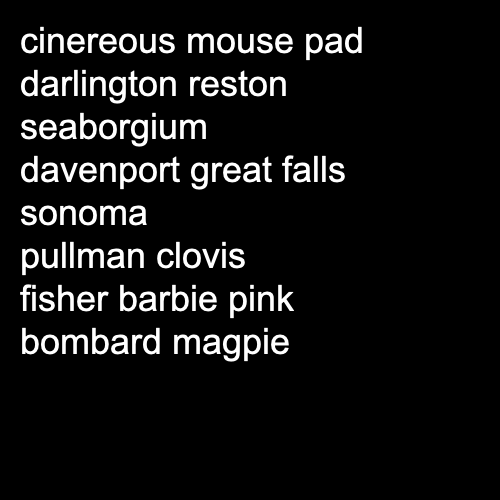 cinereous mouse pad
darlington reston
seaborgium
davenport great falls
sonoma
pullman clovis
fisher barbie pink
bombard magpie